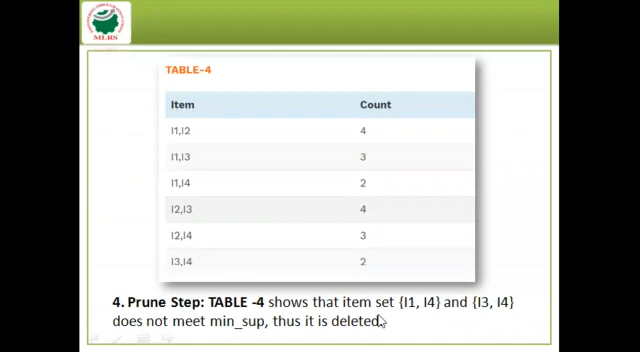 MLRS
TABLE-4
Item Count
I1,I2 4
I1,I3 3
I1,I4 2
I2,I3 4
I2,I4 3
I3,I4 2
4. Prune Step: TABLE -4 shows that item set {I1, I4} and {I3, I4}
does not meet min_sup, thus it is deleted.